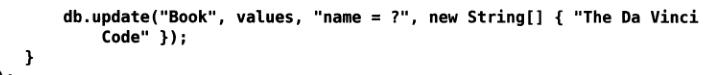 db.update("Book", values, "name = ?", new String[] { "The Da Vinci
Code" });
}